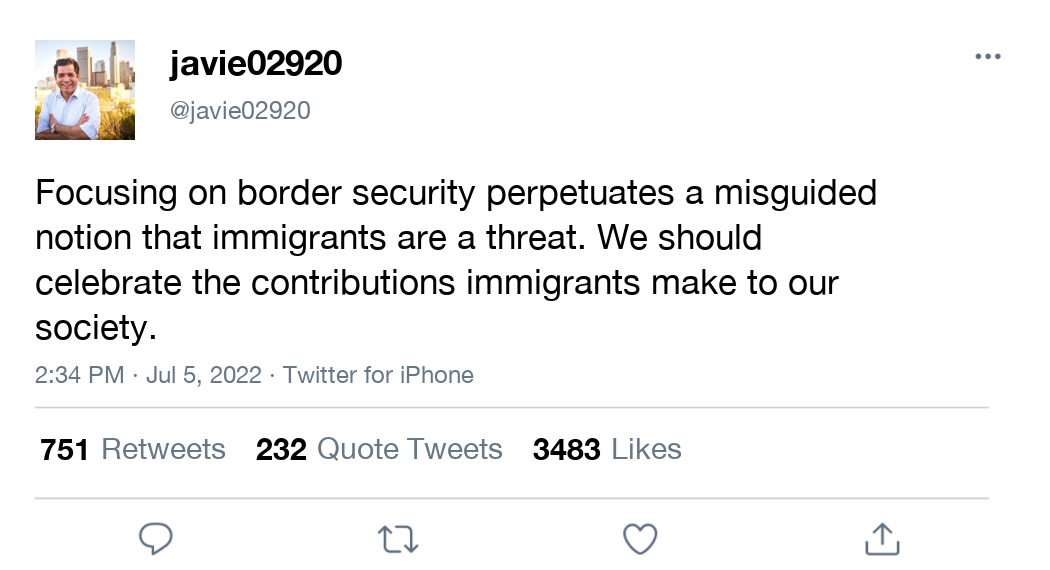 javie02920
@javie02920
Focusing on border security perpetuates a misguided
notion that immigrants are a threat. We should
celebrate the contributions immigrants make to our
society.
2:34 PM · Jul 5, 2022 · Twitter for iPhone
751 Retweets 232 Quote Tweets 3483 Likes